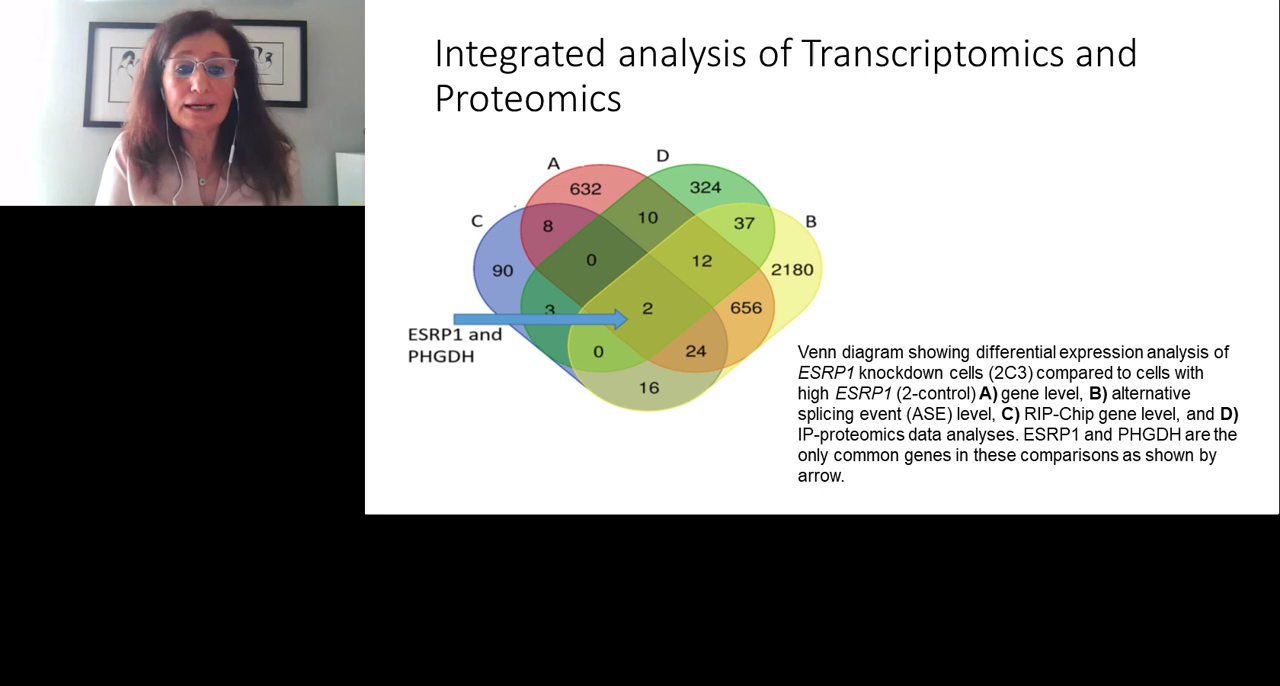 Integrated analysis of Transcriptomics and
Proteomics
A
D
C
B
632
324
8
10
37
90
0
12
2180
3
2
656
ESRP1 and
PHGDH
0
24
16
Venn diagram showing differential expression analysis of
ESRP1 knockdown cells (2C3) compared to cells with
high ESRP1 (2-control) A) gene level, B) alternative
splicing event (ASE) level, C) RIP-Chip gene level, and D)
IP-proteomics data analyses. ESRP1 and PHGDH are the
only common genes in these comparisons as shown by
arrow.